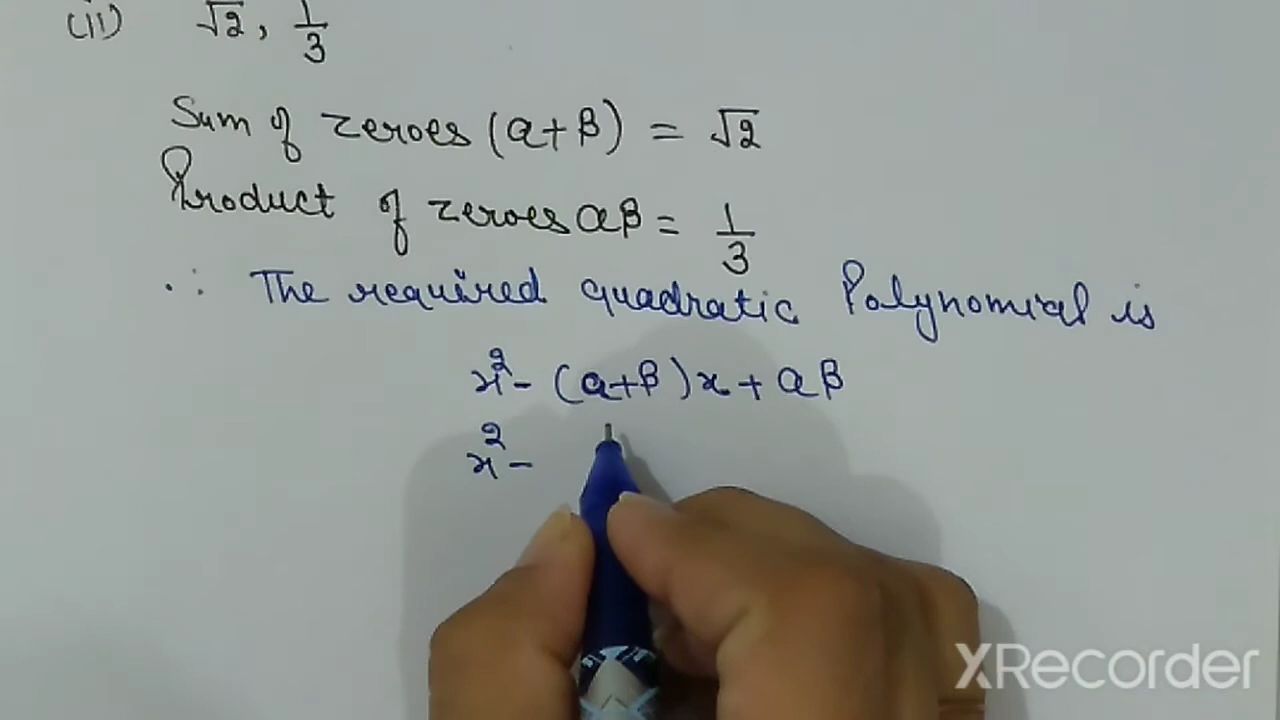 (ii) √2, 1/3
Sum of zeroes (α+β) = √2
Product of zeroes αβ = 1/3
∴ The required quadratic Polynomial is
x² - (α+β)x + αβ
x² -
XRecorder